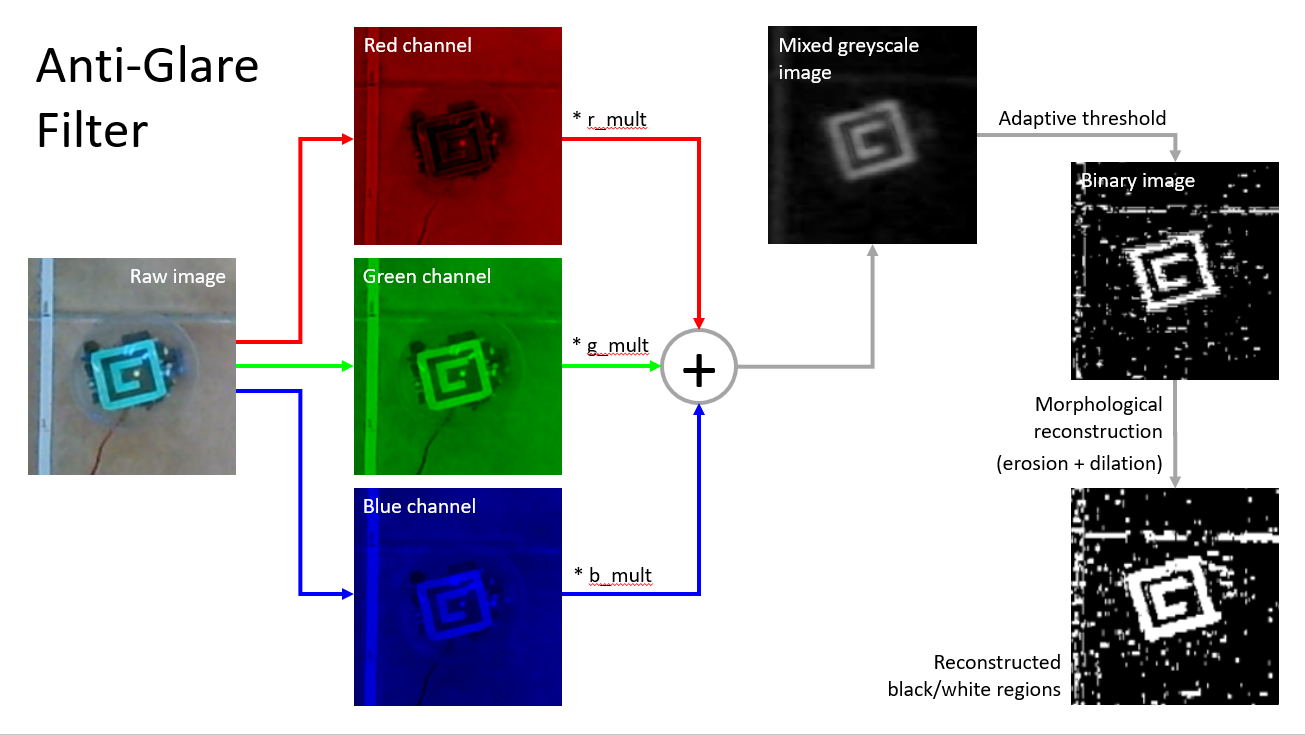 Anti-Glare
Filter
Raw image
Red channel
Green channel
Blue channel
* r_mult
* g_mult
* b_mult
+
Mixed greyscale
image
Adaptive threshold
Binary image
Morphological
reconstruction
(erosion + dilation)
Reconstructed
black/white regions